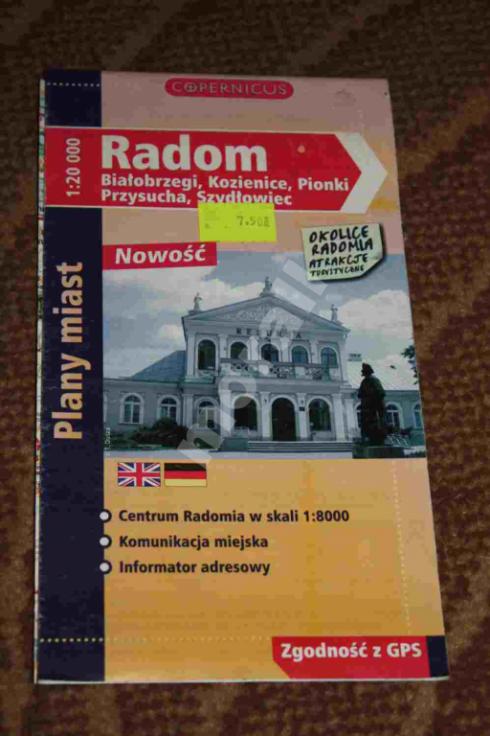 COPERNICUS
1:20 000
Radom
Białobrzegi, Kozienice, Pionki
Przysucha, Szydłowiec
7.50
Nowość
OKOLICE
RADOMIA
ATRAKCJE
TURYSTYCZNE
Plany miast
Centrum Radomia w skali 1:8000
Komunikacja miejska
Informator adresowy
Zgodność z GPS